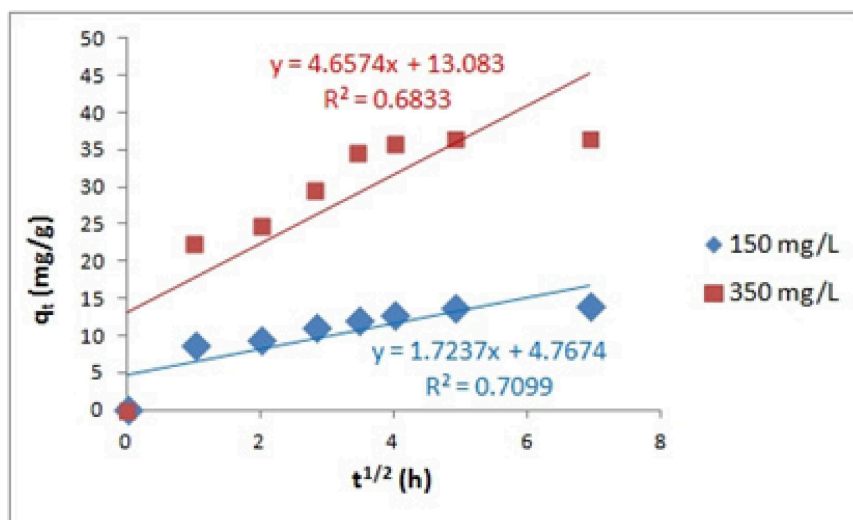 50
45
40
35
30
25
20
15
10
5
0
qₜ (mg/g)
y = 4.6574x + 13.083
R² = 0.6833
y = 1.7237x + 4.7674
R² = 0.7099
150 mg/L
350 mg/L
0 2 4 6 8
t¹/² (h)